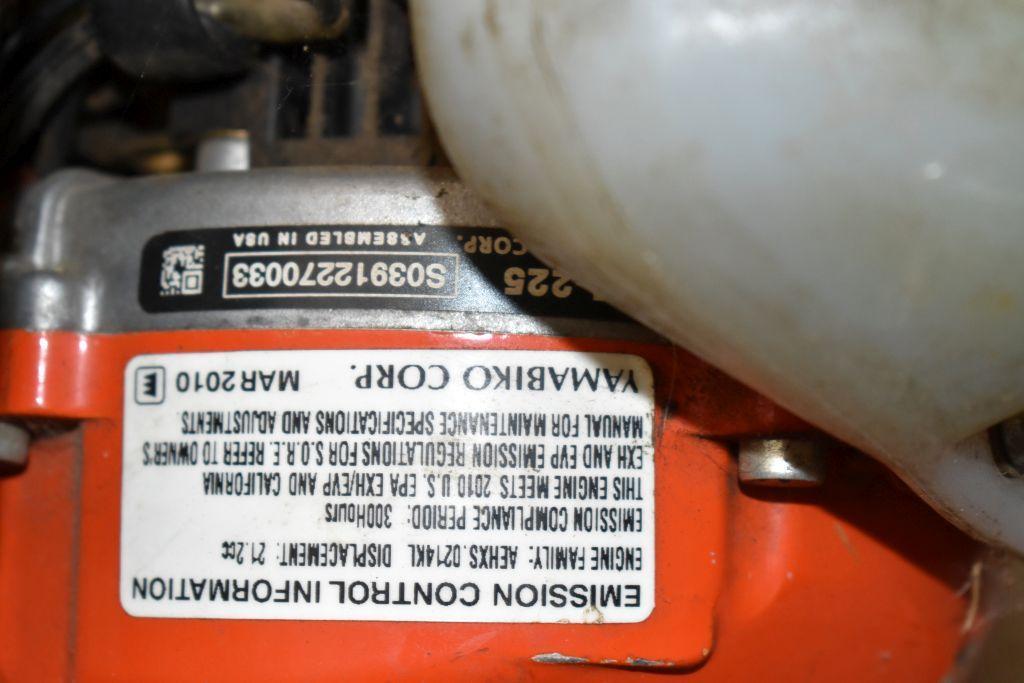 EMISSION CONTROL INFORMATION
ENGINE FAMILY: AEHXS.0214KL DISPLACEMENT: 21.2cc
EMISSION COMPLIANCE PERIOD: 300Hours
THIS ENGINE MEETS 2010 U.S. EPA EXH/EVP AND CALIFORNIA
EXH AND EVP EMISSION REGULATIONS FOR S.O.R.E. REFER TO OWNER'S
MANUAL FOR MAINTENANCE SPECIFICATIONS AND ADJUSTMENTS.
YAMABIKO CORP. MAR2010 E
-225 S03912270033
CORP. ASSEMBLED IN USA